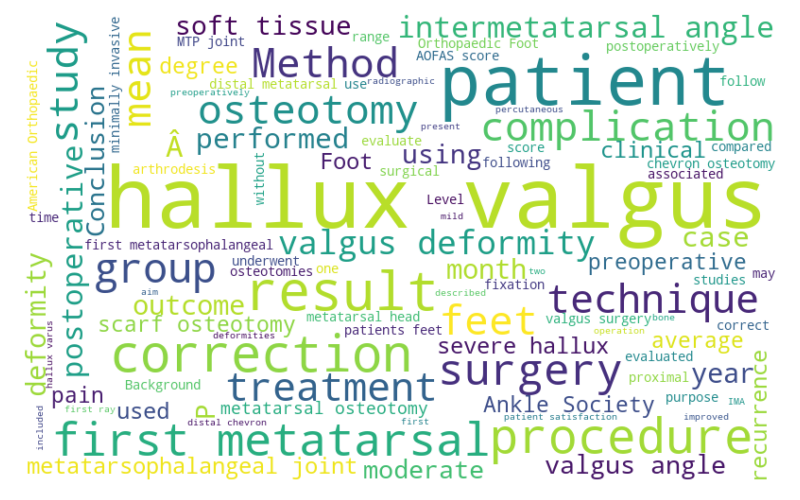 soft tissue
MTP joint
range
Orthopaedic Foot
intermetatarsal angle
AOFAS score
postoperatively
degree
Method
patient
distal metatarsal
use
radiographic
follow
preoperatively
minimally invasive
mean
study
American Orthopaedic
osteotomy
percutaneous
complication
Conclusion
Â
performed
evaluate
present
score
clinical
compared
chevron osteotomy
Foot
using
following
associated
arthrodesis
surgical
without
hallux valgus
Level
mild
time
postoperative
first metatarsophalangeal
valgus deformity
case
group
underwent
osteotomies
one
month
two
preoperative
studies
may
deformity
aim
result
described
fixation
technique
outcome
metatarsal head
feet
valgus surgery
bone
correct
scarf osteotomy
patients feet
operation
hallux varus
deformities
correction
severe hallux
average
evaluated
surgery
Background
treatment
proximal
year
recurrence
pain
used
P
metatarsal osteotomy
Ankle Society
purpose
IMA
first ray
distal chevron
first
patient satisfaction
improved
included
first metatarsal
procedure
metatarsophalangeal joint
moderate
valgus angle